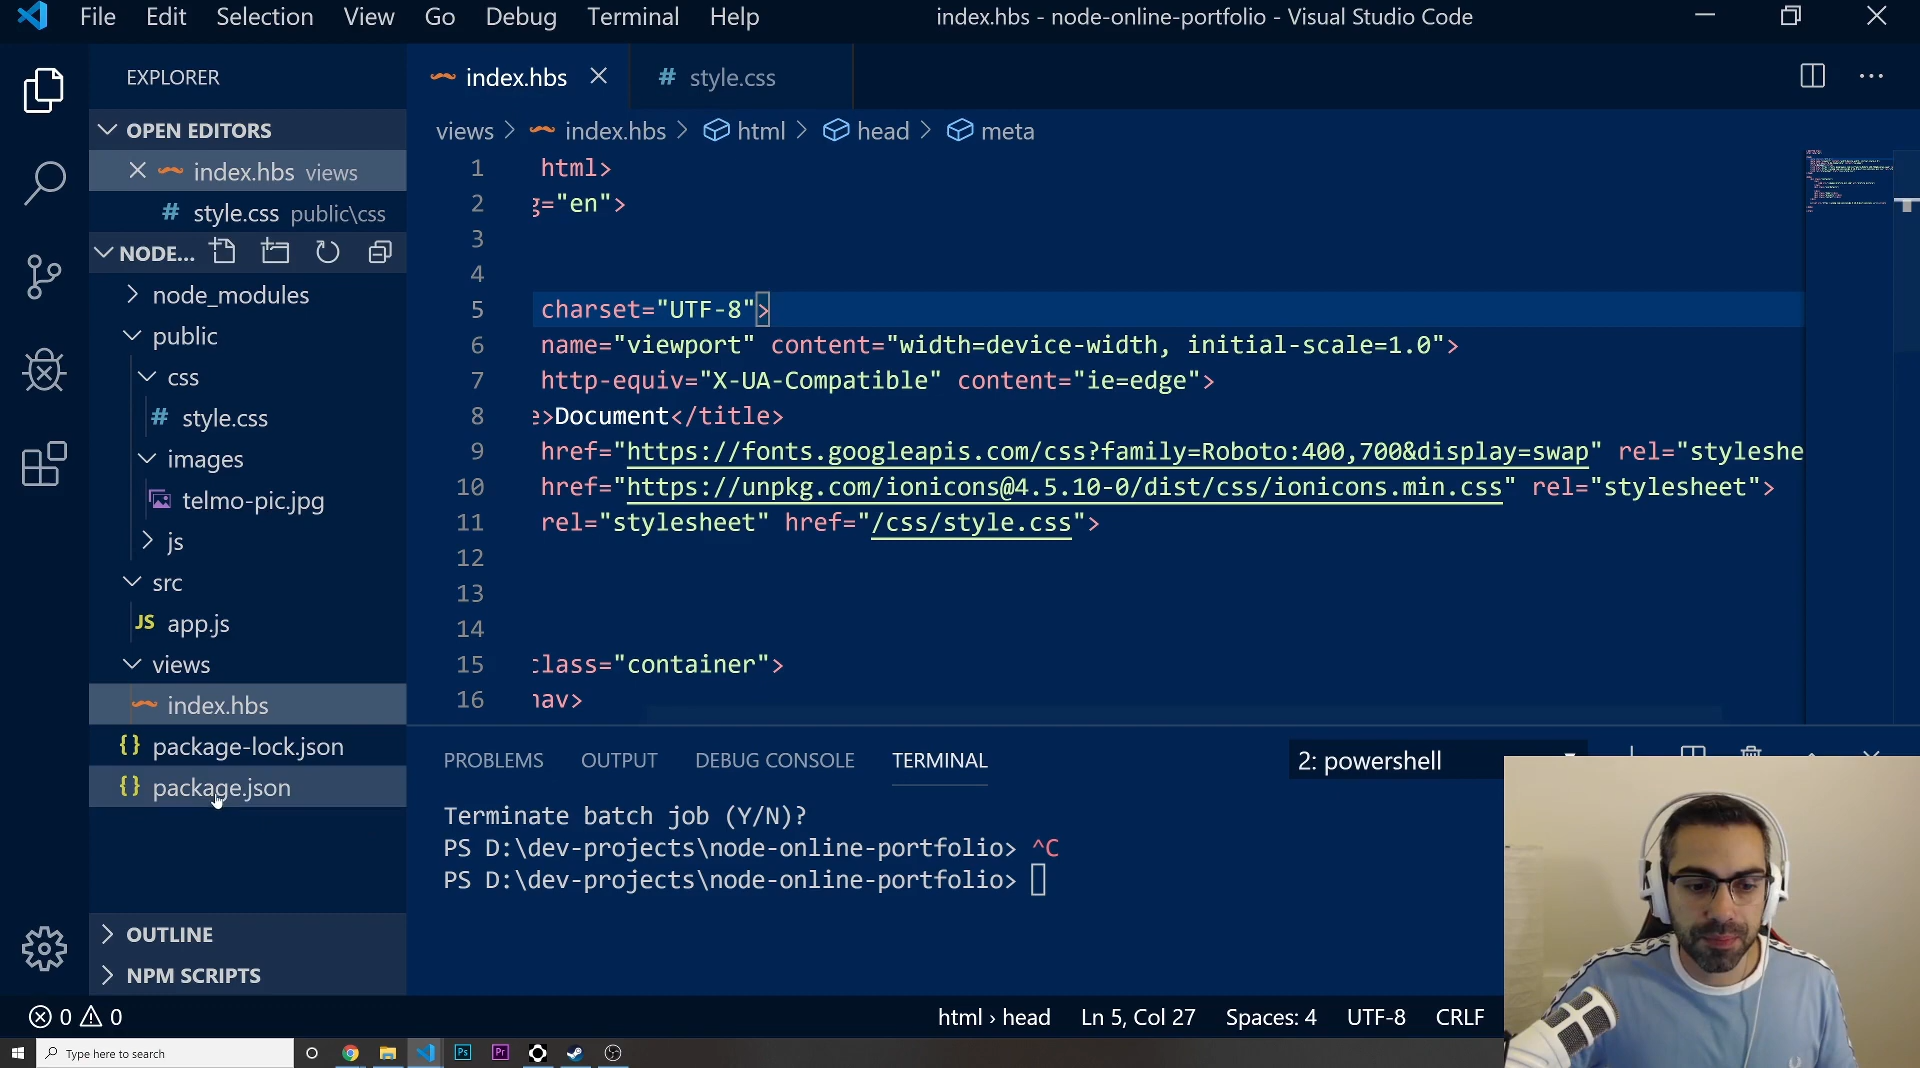 File Edit Selection View Go Debug Terminal Help
index.hbs - node-online-portfolio - Visual Studio Code
EXPLORER
OPEN EDITORS
index.hbs views
style.css public\css
NODE...
node_modules
public
css
style.css
images
telmo-pic.jpg
js
src
JS app.js
views
index.hbs
{} package-lock.json
{} package.json
OUTLINE
NPM SCRIPTS
index.hbs
# style.css
views > index.hbs > html > head > meta
1 html>
2 g="en">
3
4
5 charset="UTF-8">
6 name="viewport" content="width=device-width, initial-scale=1.0">
7 http-equiv="X-UA-Compatible" content="ie=edge">
8 e>Document</title>
9 href="https://fonts.googleapis.com/css?family=Roboto:400,700&display=swap" rel="styleshe
10 href="https://unpkg.com/ionicons@4.5.10-0/dist/css/ionicons.min.css" rel="stylesheet">
11 rel="stylesheet" href="/css/style.css">
12
13
14
15 class="container">
16 nav>
PROBLEMS OUTPUT DEBUG CONSOLE TERMINAL
2: powershell
Terminate batch job (Y/N)?
PS D:\dev-projects\node-online-portfolio> ^C
PS D:\dev-projects\node-online-portfolio>
0 0
html › head Ln 5, Col 27 Spaces: 4 UTF-8 CRLF
Type here to search
Ps
Pr